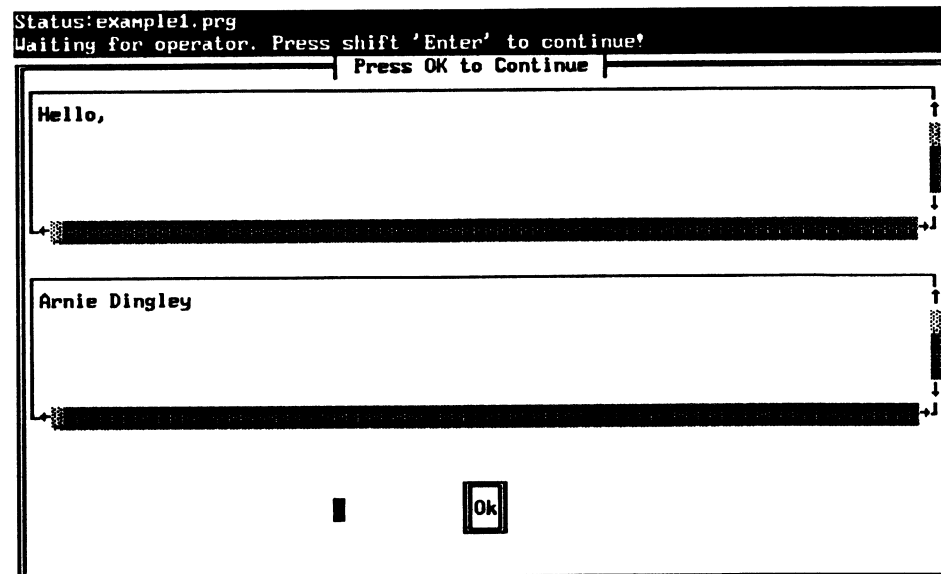 Status:example1.prg
Waiting for operator. Press shift 'Enter' to continue!
Press OK to Continue
Hello,
Arnie Dingley
Ok